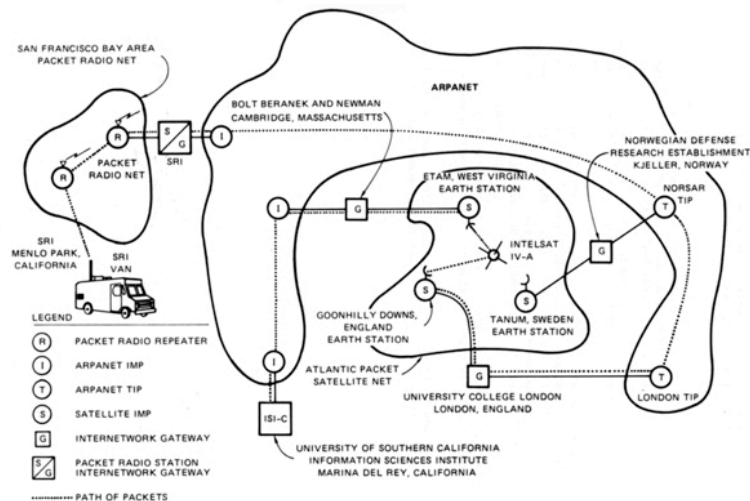 SAN FRANCISCO BAY AREA
PACKET RADIO NET
ARPANET
BOLT BERANEK AND NEWMAN
CAMBRIDGE, MASSACHUSETTS
NORWEGIAN DEFENSE
RESEARCH ESTABLISHMENT
KJELLER, NORWAY
R
S
G
I
PACKET
RADIO NET
SRI
R
ETAM, WEST VIRGINIA
EARTH STATION
NORSAR
TIP
I
G
S
T
SRI
MENLO PARK,
CALIFORNIA
SRI
VAN
INTELSAT
IV-A
G
S
S
GOONHILLY DOWNS,
ENGLAND
EARTH STATION
TANUM, SWEDEN
EARTH STATION
ATLANTIC PACKET
SATELLITE NET
I
G
T
UNIVERSITY COLLEGE LONDON
LONDON, ENGLAND
LONDON TIP
ISI-C
UNIVERSITY OF SOUTHERN CALIFORNIA
INFORMATION SCIENCES INSTITUTE
MARINA DEL REY, CALIFORNIA
LEGEND
R PACKET RADIO REPEATER
I ARPANET IMP
T ARPANET TIP
S SATELLITE IMP
G INTERNETWORK GATEWAY
S
G
PACKET RADIO STATION
INTERNETWORK GATEWAY
PATH OF PACKETS